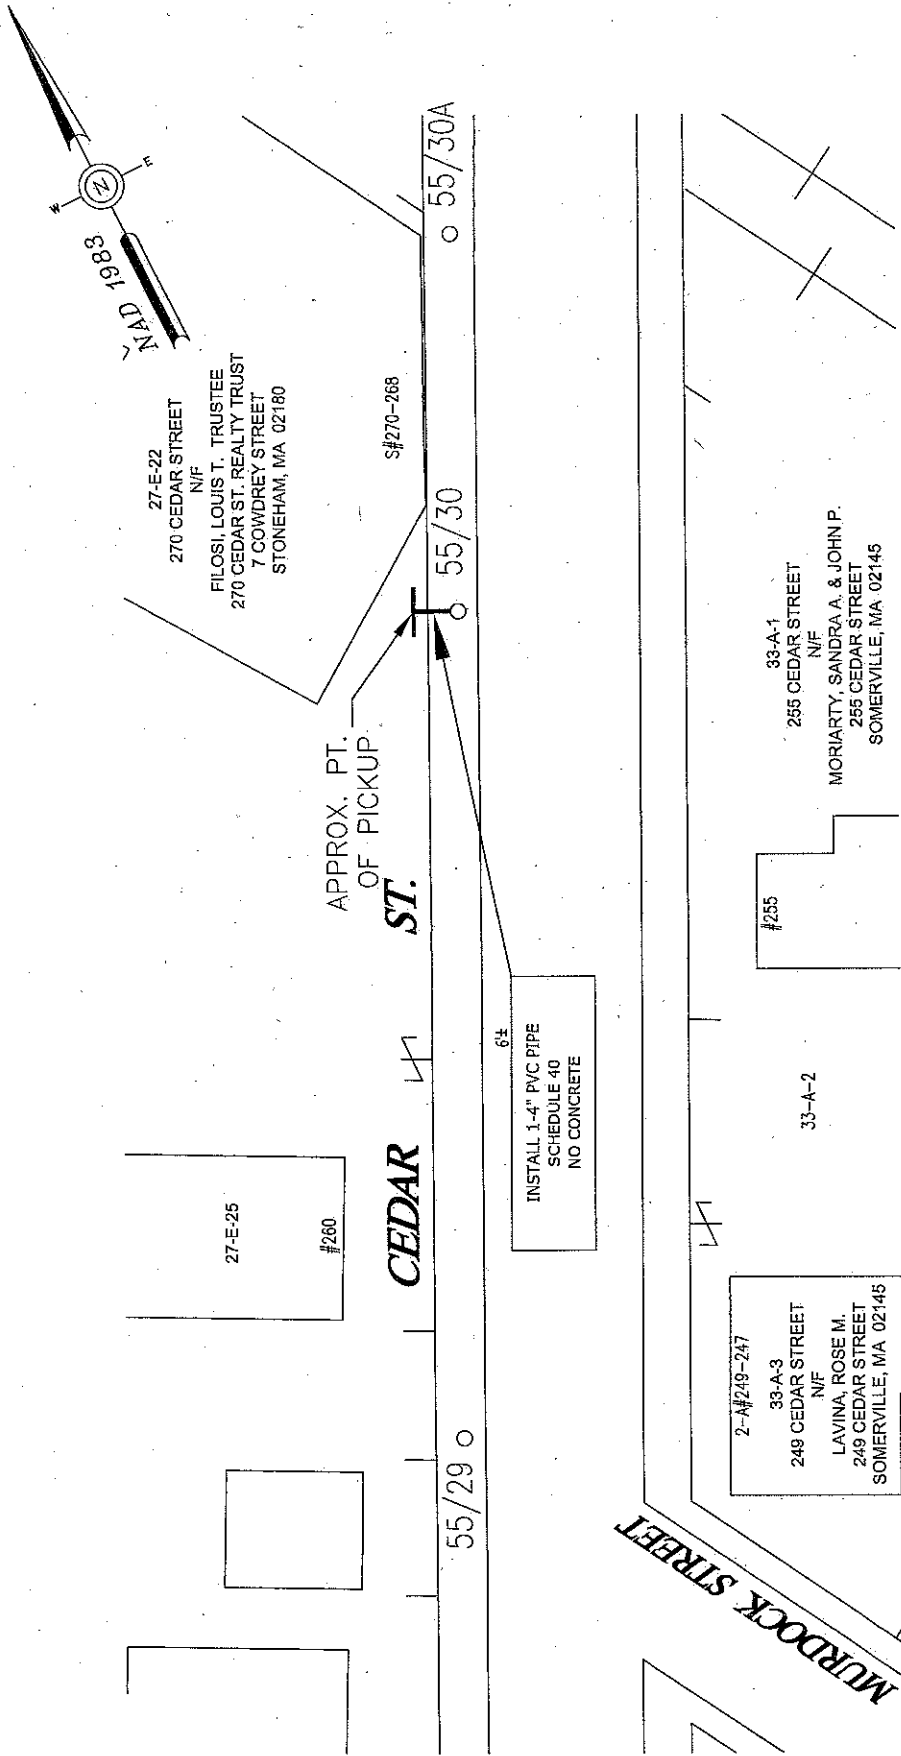 W
N
E
NAD 1983
27-E-22
270 CEDAR STREET
N/F
FILOSI, LOUIS T. TRUSTEE
270 CEDAR ST. REALTY TRUST
7 COWDREY STREET
STONEHAM, MA 02180
S#270-268
55/30A
55/30
APPROX. PT.
OF PICKUP
CEDAR ST.
6'±
INSTALL 1-4" PVC PIPE
SCHEDULE 40
NO CONCRETE
27-E-25
#260
55/29
33-A-1
255 CEDAR STREET
N/F
MORIARTY, SANDRA A. & JOHN P.
255 CEDAR STREET
SOMERVILLE, MA 02145
#255
33-A-2
2-A#249-247
33-A-3
249 CEDAR STREET
N/F
LAVINA, ROSE M.
249 CEDAR STREET
SOMERVILLE, MA 02145
MURDOCK STREET